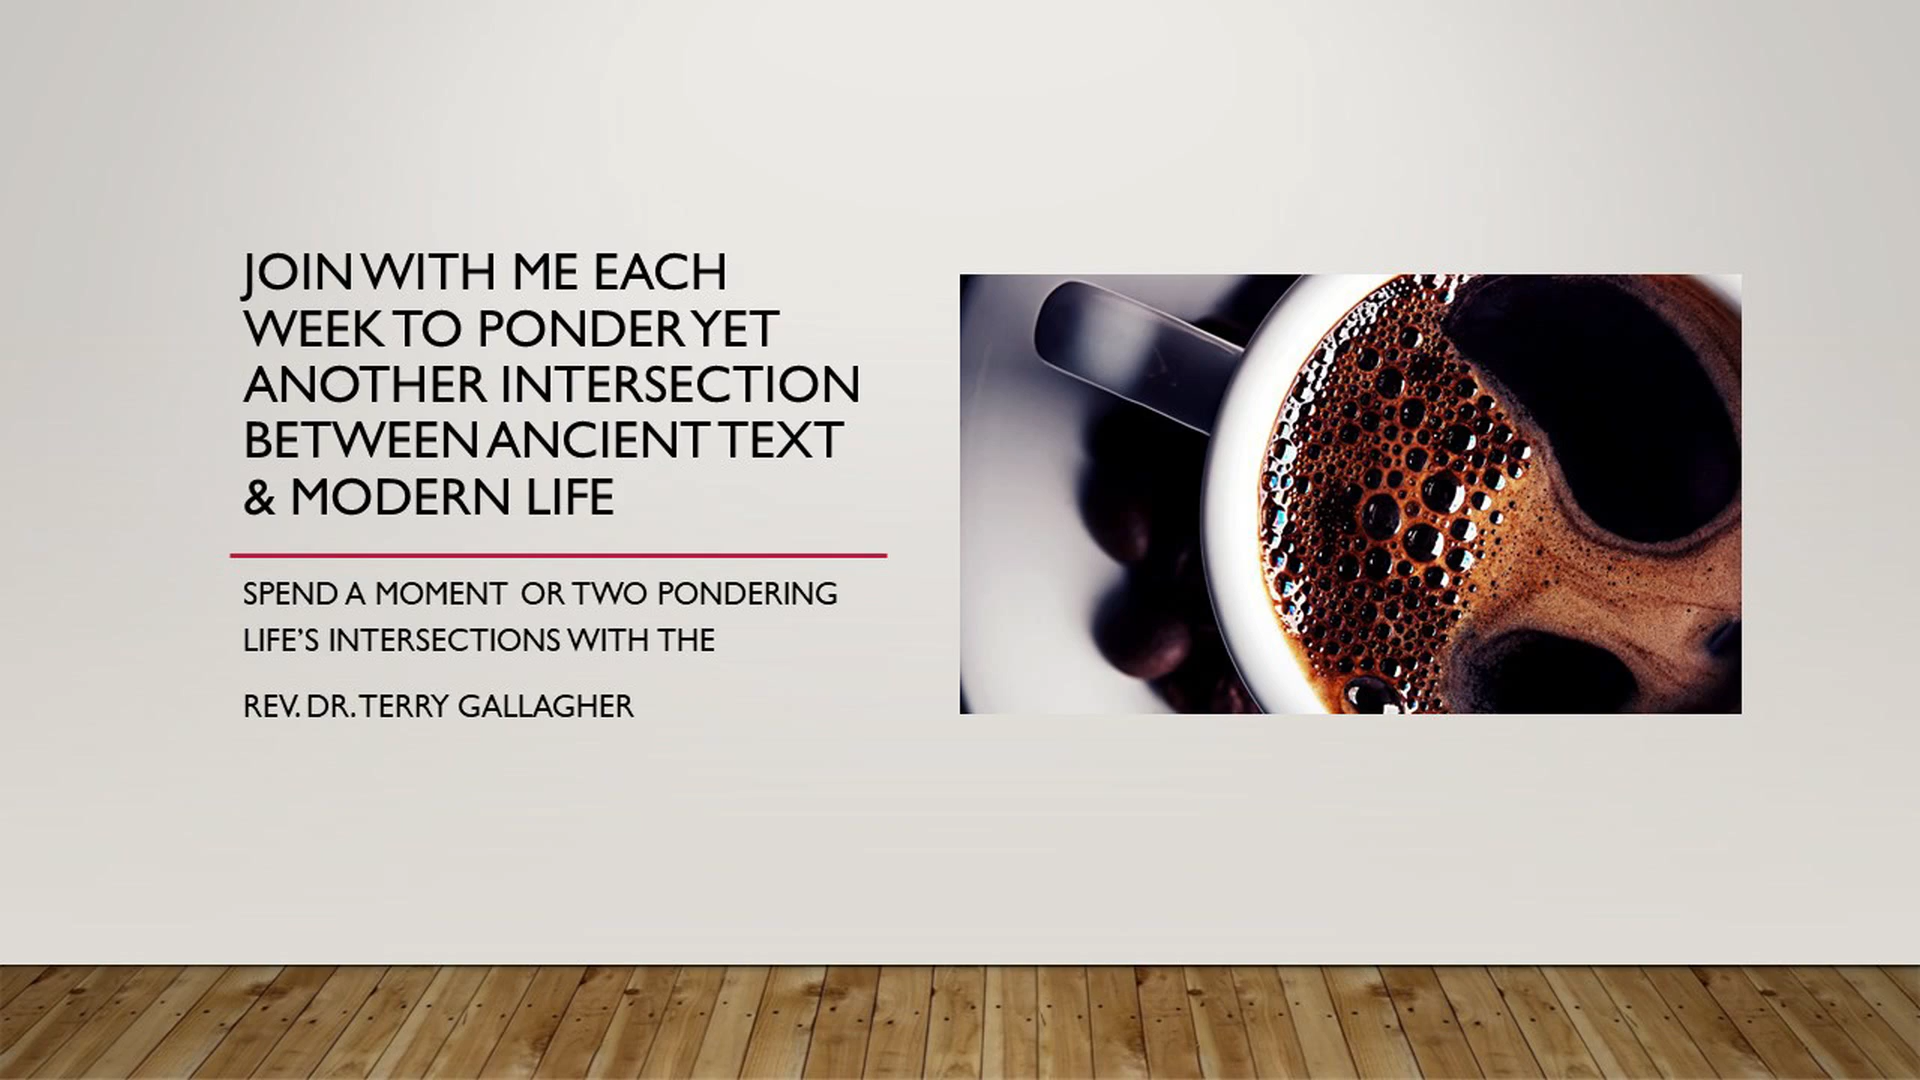 JOIN WITH ME EACH
WEEK TO PONDER YET
ANOTHER INTERSECTION
BETWEEN ANCIENT TEXT
& MODERN LIFE
SPEND A MOMENT OR TWO PONDERING
LIFE’S INTERSECTIONS WITH THE
REV. DR. TERRY GALLAGHER